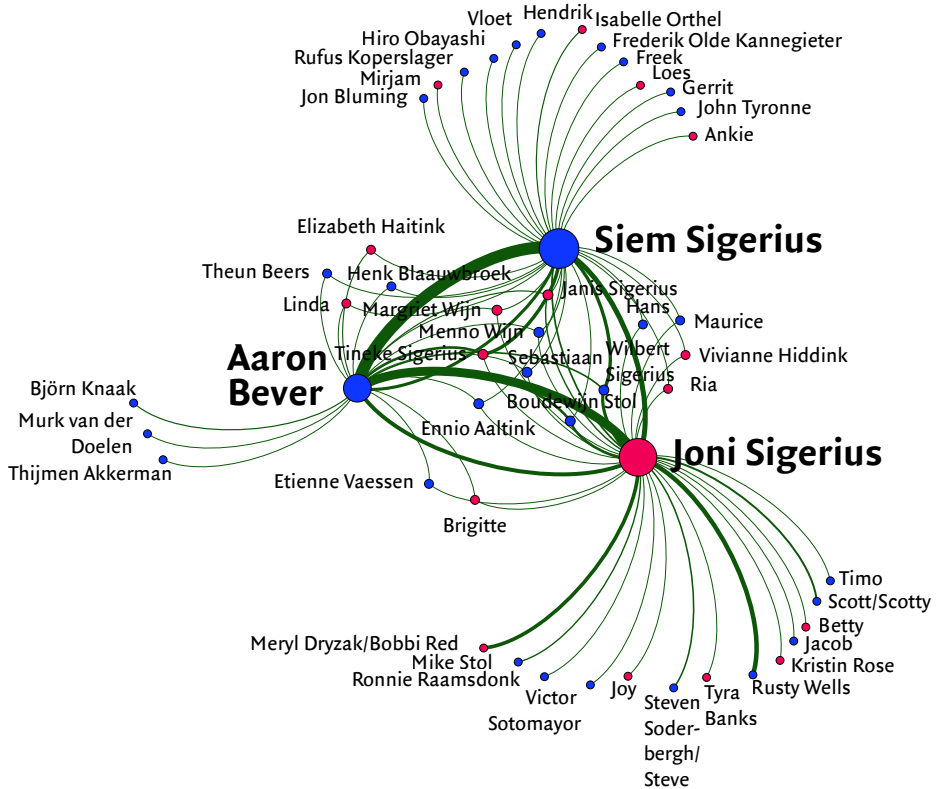 Hendrik
Vloet
Isabelle Orthel
Hiro Obayashi
Frederik Olde Kannegieter
Rufus Koperslager
Freek
Mirjam
Loes
Jon Bluming
Gerrit
John Tyronne
Ankie
Elizabeth Haitink
Siem Sigerius
Theun Beers
Henk Blaauwbroek
Janis Sigerius
Linda
Margriet Wijn
Hans
Maurice
Menno Wijn
Aaron
Bever
Tineke Sigerius
Sebastiaan
Wilbert
Sigerius
Vivianne Hiddink
Ria
Björn Knaak
Boudewijn Stol
Murk van der
Doelen
Ennio Aaltink
Thijmen Akkerman
Joni Sigerius
Etienne Vaessen
Brigitte
Timo
Scott/Scotty
Betty
Meryl Dryzak/Bobbi Red
Jacob
Mike Stol
Kristin Rose
Ronnie Raamsdonk
Rusty Wells
Victor
Sotomayor
Joy
Steven
Soder-
bergh/
Steve
Tyra
Banks